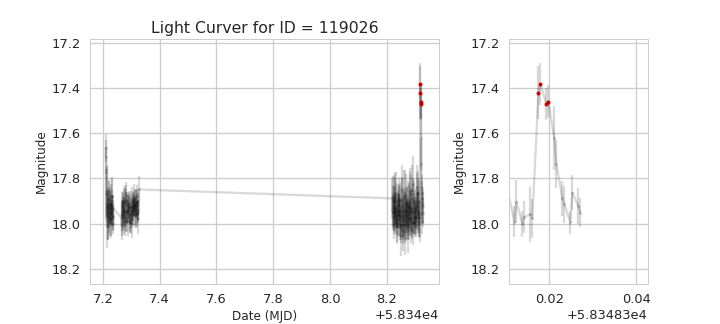 Light Curver for ID = 119026
17.2
17.4
17.6
17.8
18.0
18.2
Magnitude
7.2 7.4 7.6 7.8 8.0 8.2
Date (MJD)
+5.834e4
17.2
17.4
17.6
17.8
18.0
18.2
Magnitude
0.02 0.04
+5.83483e4